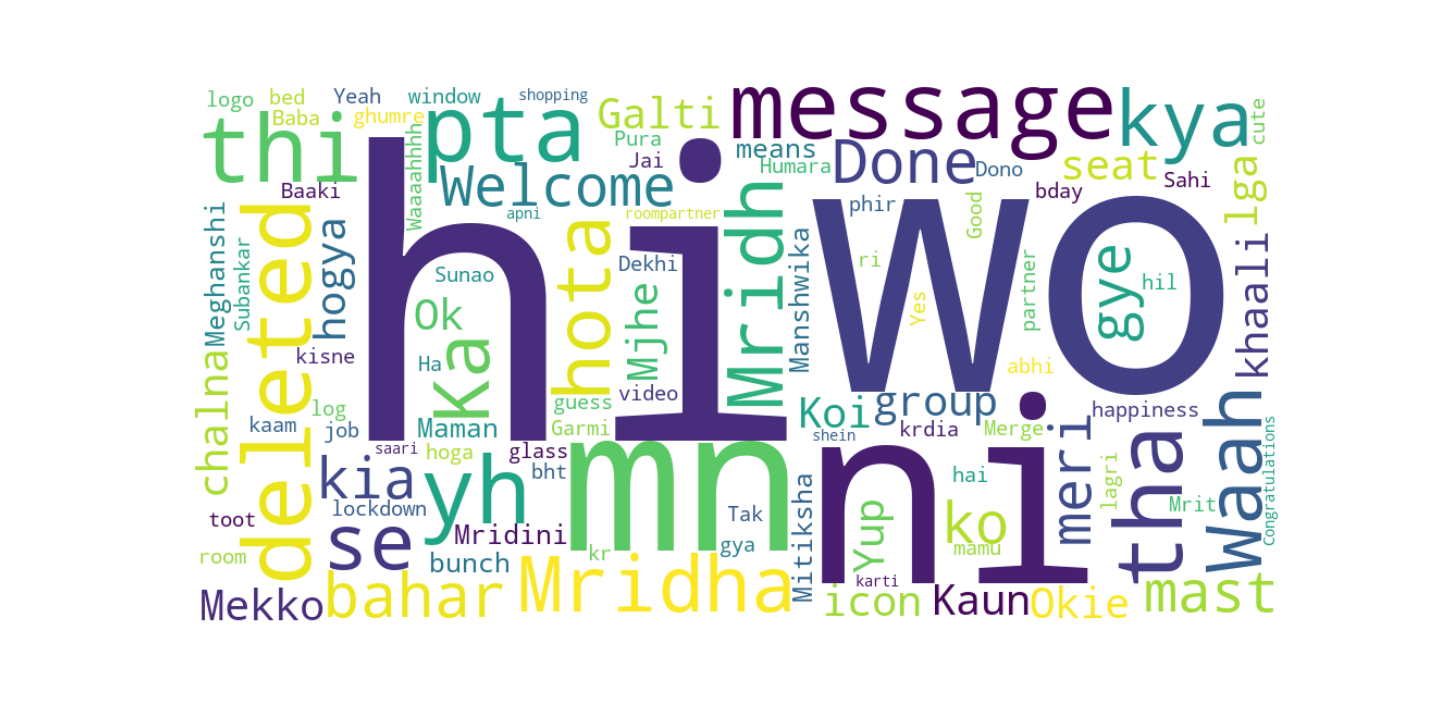 hi
wo
ni
mn
message
deleted
thi
pta
kya
Welcome
Done
Galti
seat
lga
khaali
Waah
tha
mast
meri
gye
ko
Yup
icon
Kaun
Okie
Mridha
bahar
Mekko
se
kia
yh
Ka
Ok
hota
Mjhe
Mridh
Manshwika
Koi
group
hogya
chalna
Meghanshi
Subankar
logo
bed
Yeah
window
shopping
Baba
ghumre
Waaaahhhh
Pura
Jai
means
Humara
Dono
bday
Sahi
cute
Baaki
apni
roompartner
phir
Good
Sunao
Dekhi
ri
hil
partner
Yes
abhi
kisne
Ha
video
guess
Garmi
log
job
kaam
Maman
saari
hoga
glass
bht
shein
krdia
Merge
happiness
Congratulations
lagri
Mrit
hai
mamu
lockdown
toot
room
Mridini
bunch
Tak
gya
kr
Mitiksha
karti